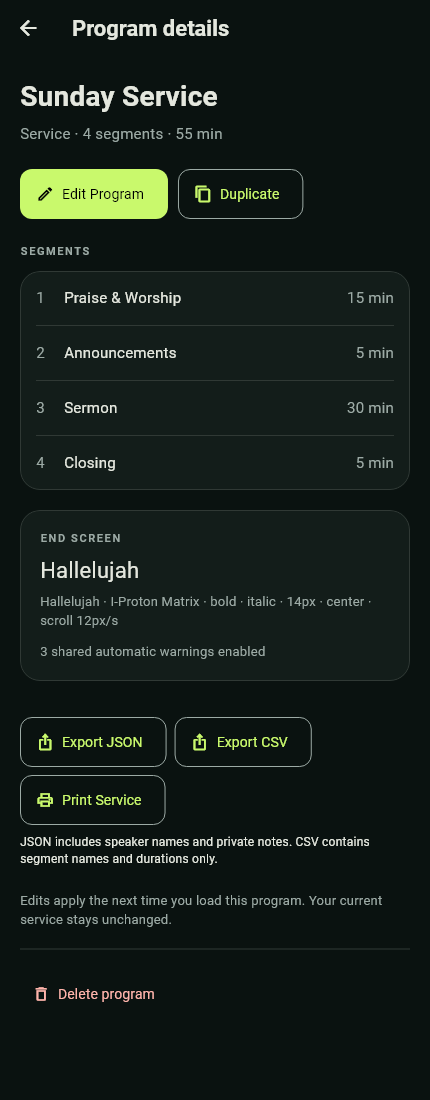 Program details
Sunday Service
Service · 4 segments · 55 min
Edit Program
Duplicate
SEGMENTS
1 Praise & Worship 15 min
2 Announcements 5 min
3 Sermon 30 min
4 Closing 5 min
END SCREEN
Hallelujah
Hallelujah · I-Proton Matrix · bold · italic · 14px · center ·
scroll 12px/s
3 shared automatic warnings enabled
Export JSON
Export CSV
Print Service
JSON includes speaker names and private notes. CSV contains
segment names and durations only.
Edits apply the next time you load this program. Your current
service stays unchanged.
Delete program